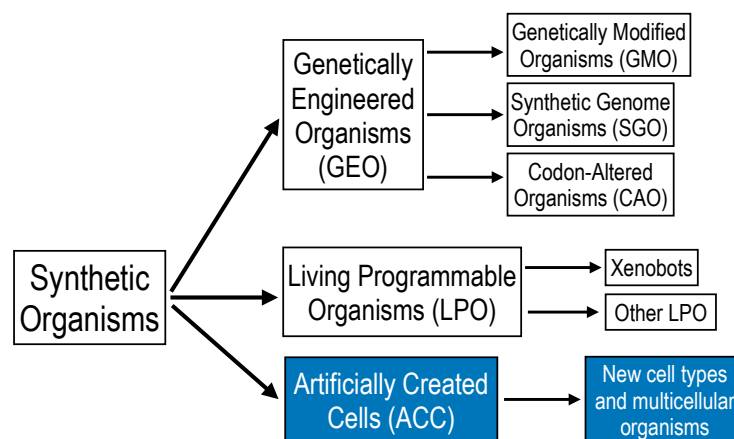 Synthetic
Organisms
Genetically
Engineered
Organisms
(GEO)
Genetically Modified
Organisms (GMO)
Synthetic Genome
Organisms (SGO)
Codon-Altered
Organisms (CAO)
Living Programmable
Organisms (LPO)
Xenobots
Other LPO
Artificially Created
Cells (ACC)
New cell types
and multicellular
organisms